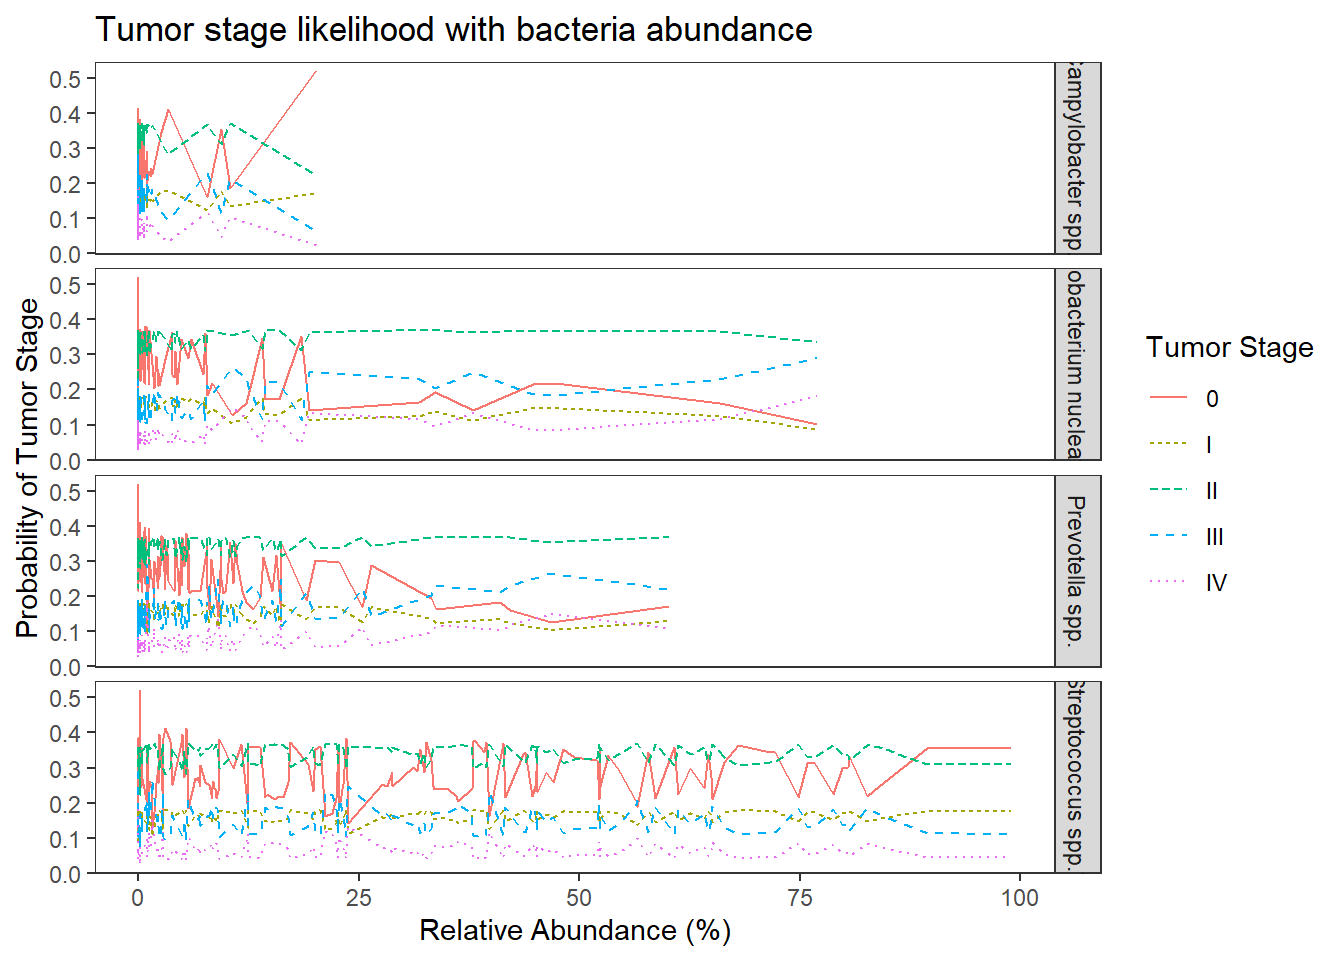 Tumor stage likelihood with bacteria abundance
0.5
0.4
0.3
0.2
0.1
0.0
ampylobacter spp
0.5
0.4
0.3
0.2
0.1
0.0
obacterium nuclea
0.5
0.4
0.3
0.2
0.1
0.0
Prevotella spp.
0.5
0.4
0.3
0.2
0.1
0.0
Streptococcus spp.
Probability of Tumor Stage
0
25
50
75
100
Relative Abundance (%)
Tumor Stage
0
I
II
III
IV